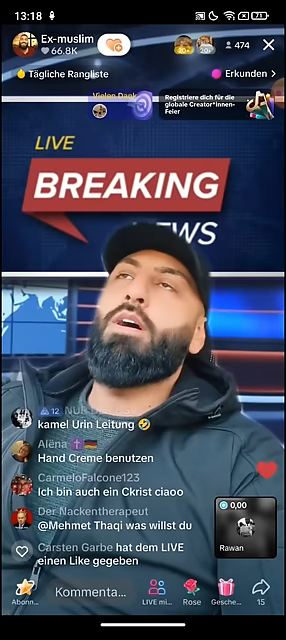 13:18
73
Ex-muslim
66.8K
474
Tägliche Rangliste
Erkunden >
Vielen Dank
Registriere dich für die
globale Creator*innen-
Feier
LIVE
BREAKING
NEWS
12
kamel Urin Leitung 🤣
Alëna ✝️🇩🇪
Hand Creme benutzen
CarmeloFalcone123
Ich bin auch ein Ckrist ciaoo
Der Nackentherapeut
@Mehmet Thaqi was willst du
Carsten Garbe hat dem LIVE
einen Like gegeben
0,00
Rawan
Abonn...
Kommenta...
LIVE mi...
Rose
Gesche...
15